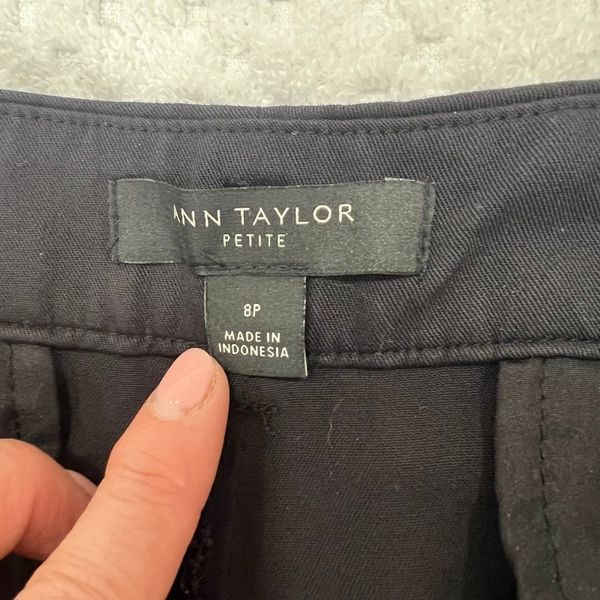 ANN TAYLOR
PETITE
8P
MADE IN
INDONESIA